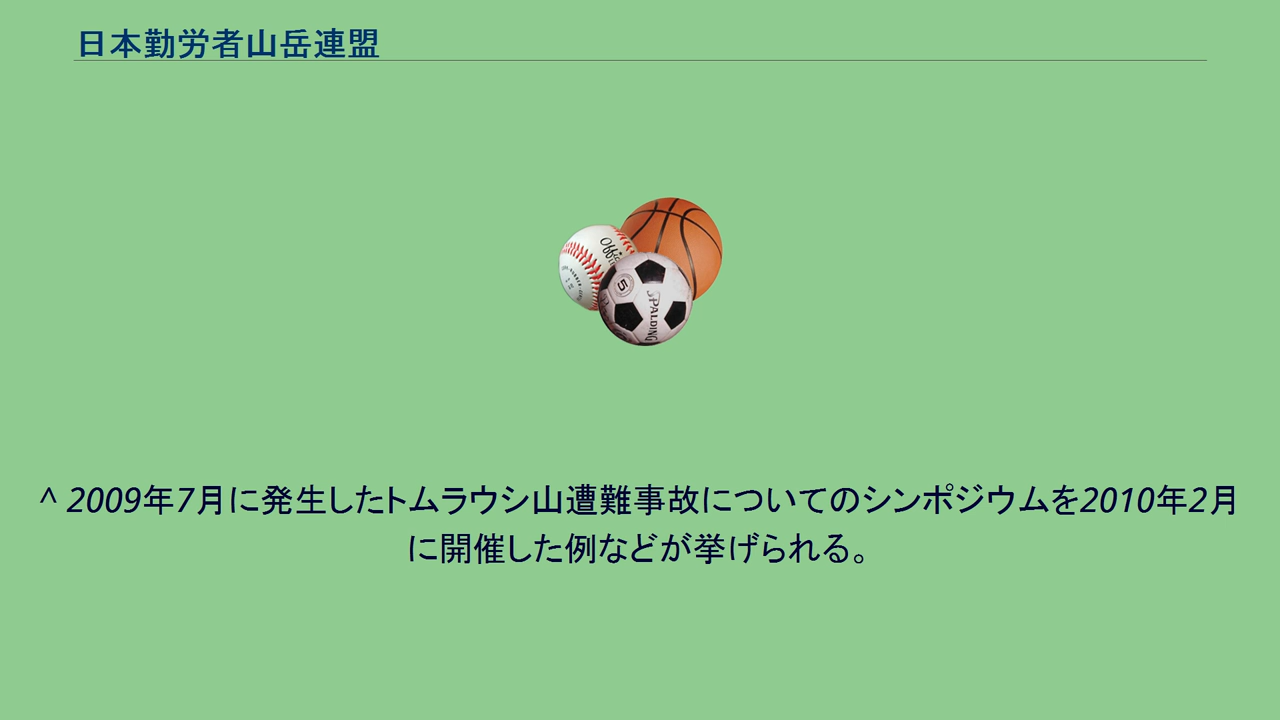 日本勤労者山岳連盟
Offic
5
SPALDING
^ 2009年7月に発生したトムラウシ山遭難事故についてのシンポジウムを2010年2月
に開催した例などが挙げられる。